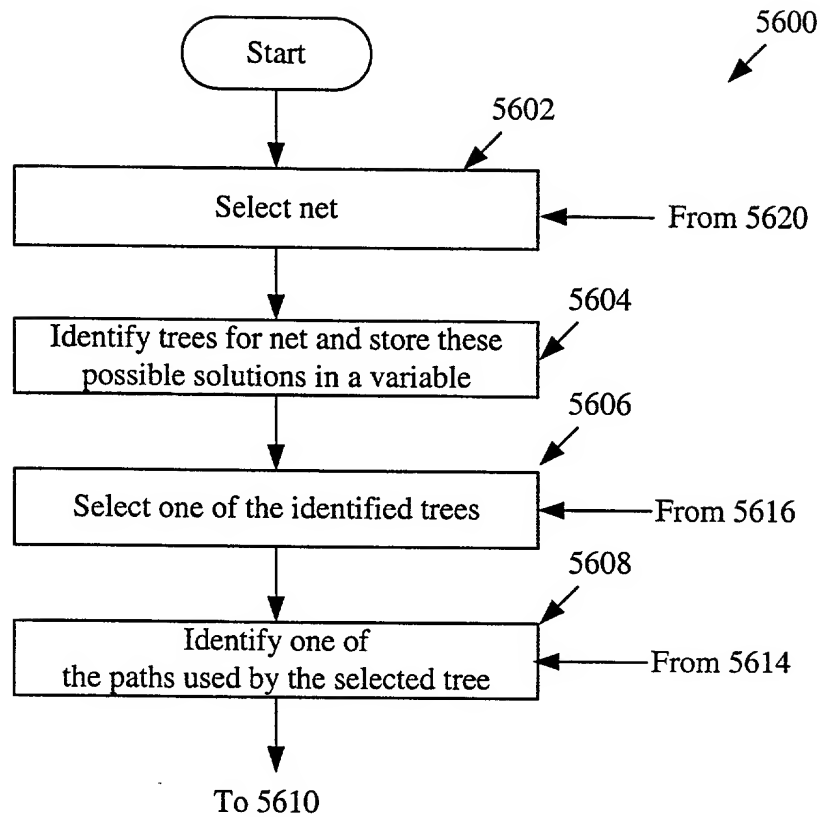 5600
Start
5602
Select net
From 5620
5604
Identify trees for net and store these
possible solutions in a variable
5606
Select one of the identified trees
From 5616
5608
Identify one of
the paths used by the selected tree
From 5614
To 5610